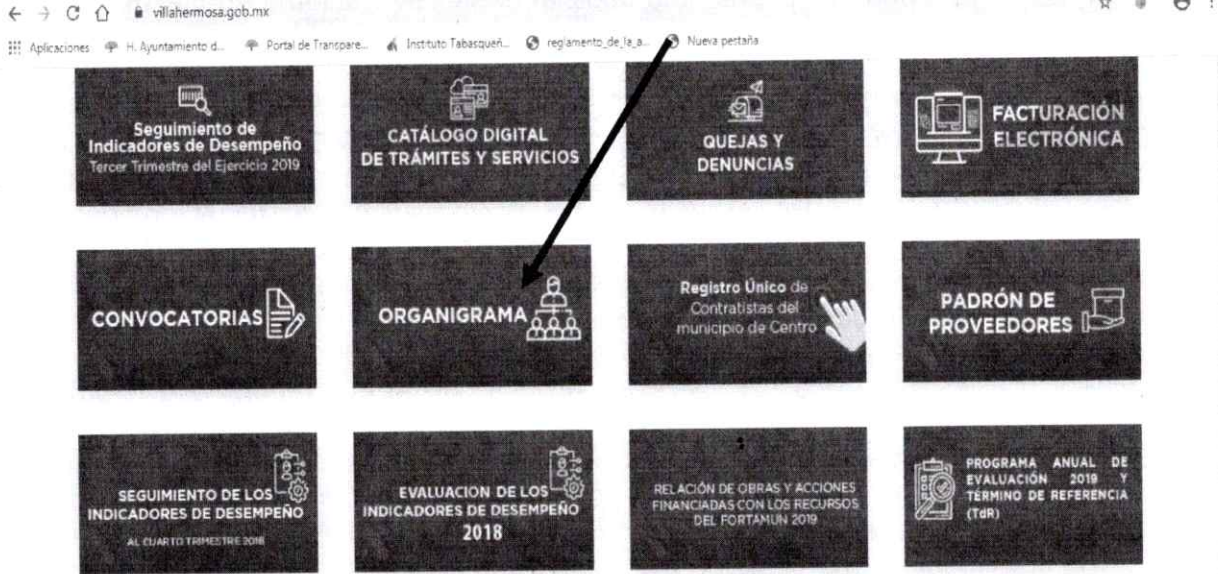 villahermosa.gob.mx
Aplicaciones H. Ayuntamiento d... Portal de Transpare... Instituto Tabasqueñ... reglamento_de_la_a... Nueva pestaña
Seguimiento de
Indicadores de Desempeño
Tercer Trimestre del Ejercicio 2019
CATÁLOGO DIGITAL
DE TRÁMITES Y SERVICIOS
QUEJAS Y
DENUNCIAS
FACTURACIÓN
ELECTRÓNICA
CONVOCATORIAS
ORGANIGRAMA
Registro Único de
Contratistas del
municipio de Centro
PADRÓN DE
PROVEEDORES
SEGUIMIENTO DE LOS
INDICADORES DE DESEMPEÑO
AL CUARTO TRIMESTRE 2018
EVALUACION DE LOS
INDICADORES DE DESEMPEÑO
2018
RELACIÓN DE OBRAS Y ACCIONES
FINANCIADAS CON LOS RECURSOS
DEL FORTAMUN 2019
PROGRAMA ANUAL DE
EVALUACIÓN 2019 Y
TÉRMINO DE REFERENCIA
(TdR)